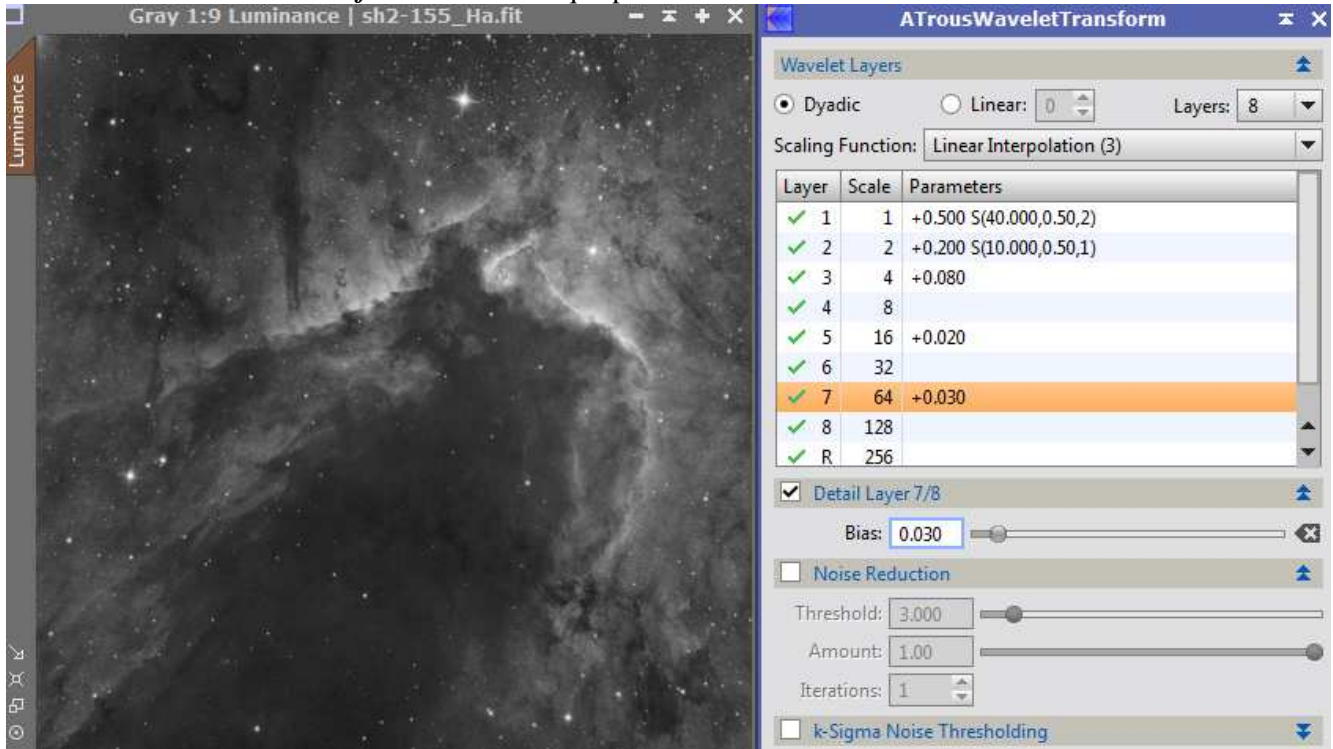 Gray 1:9 Luminance | sh2-155_Ha.fit
Luminance
ATrousWaveletTransform
Wavelet Layers
Dyadic Linear: 0 Layers: 8
Scaling Function: Linear Interpolation (3)
Layer Scale Parameters
1 1 +0.500 S(40.000,0.50,2)
2 2 +0.200 S(10.000,0.50,1)
3 4 +0.080
4 8
5 16 +0.020
6 32
7 64 +0.030
8 128
R 256
Detail Layer 7/8
Bias: 0.030
Noise Reduction
Threshold: 3.000
Amount: 1.00
Iterations: 1
k-Sigma Noise Thresholding